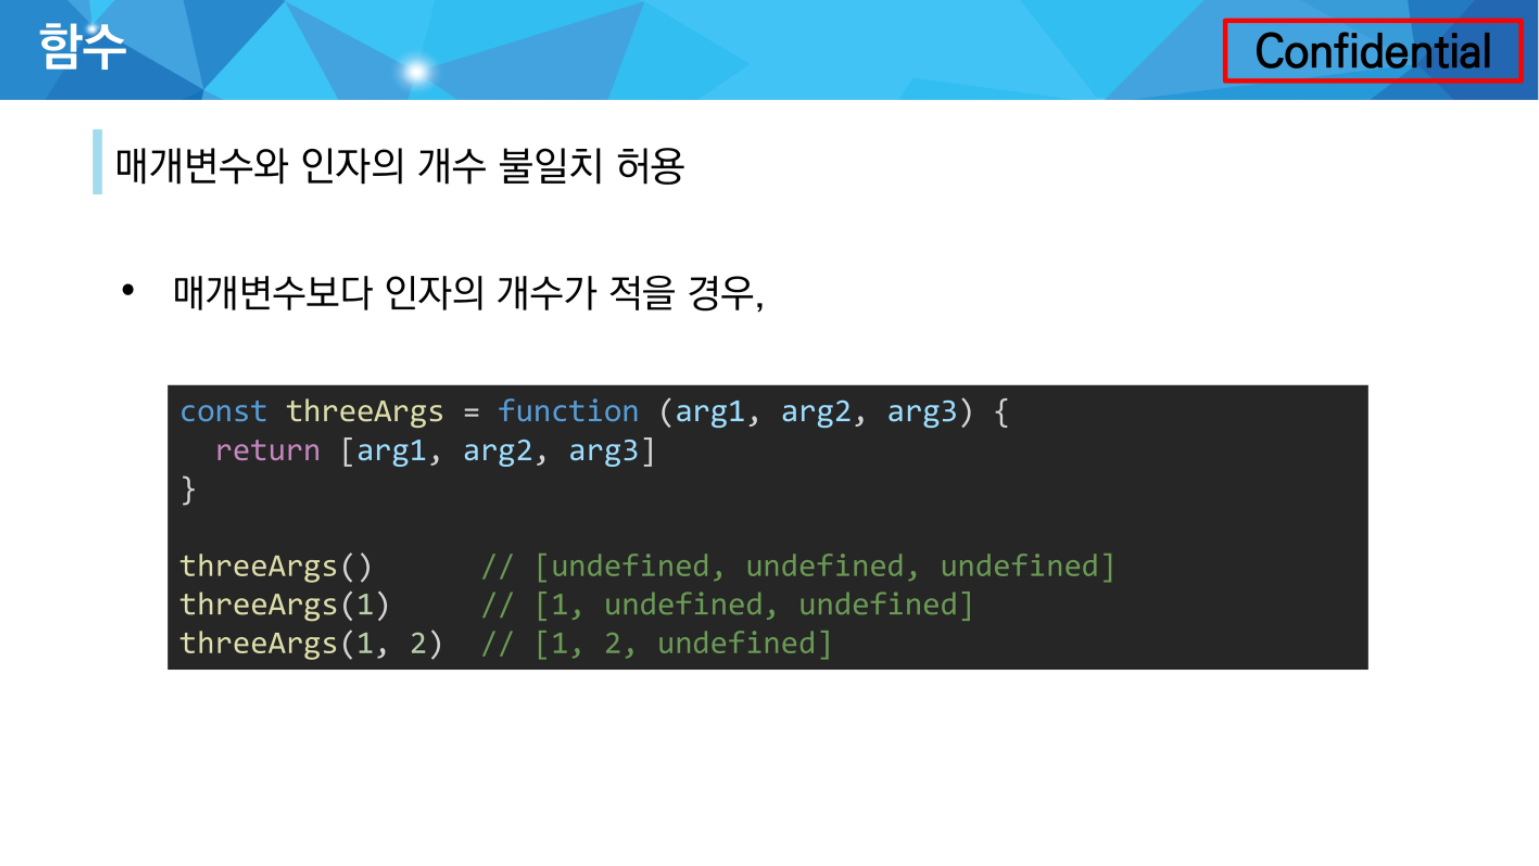 함수
Confidential
매개변수와 인자의 개수 불일치 허용
• 매개변수보다 인자의 개수가 적을 경우,
const threeArgs = function (arg1, arg2, arg3) {
  return [arg1, arg2, arg3]
}
threeArgs()      // [undefined, undefined, undefined]
threeArgs(1)     // [1, undefined, undefined]
threeArgs(1, 2)  // [1, 2, undefined]